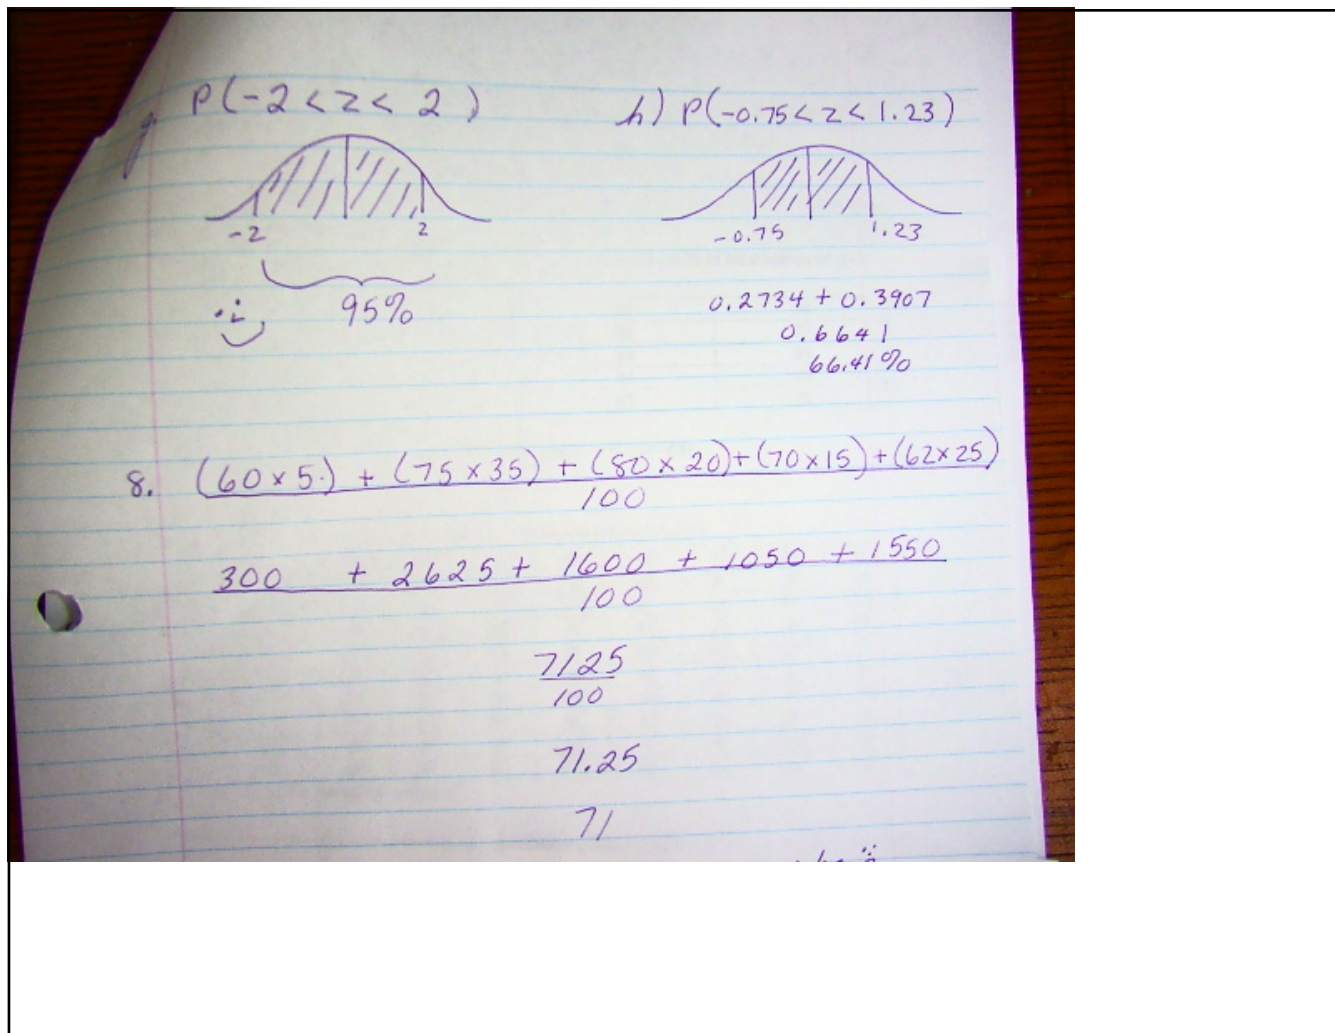 g. P(-2 < z < 2)
-2 2
95%
h) P(-0.75 < z < 1.23)
-0.75 1.23
0.2734 + 0.3907
0.6641
66.41%
8. (60 x 5.) + (75 x 35) + (80 x 20) + (70 x 15) + (62 x 25)
100
300 + 2625 + 1600 + 1050 + 1550
100
7125
100
71.25
71